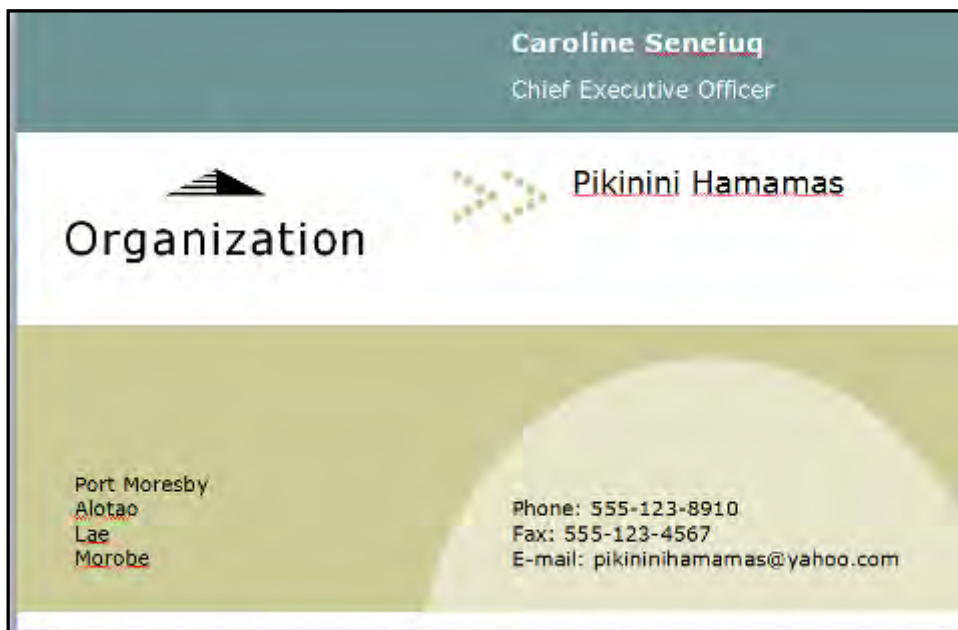 Caroline Seneiuq
Chief Executive Officer
Pikinini Hamamas
Organization
Port Moresby
Alotao
Lae
Morobe
Phone: 555-123-8910
Fax: 555-123-4567
E-mail: pikininihamamas@yahoo.com